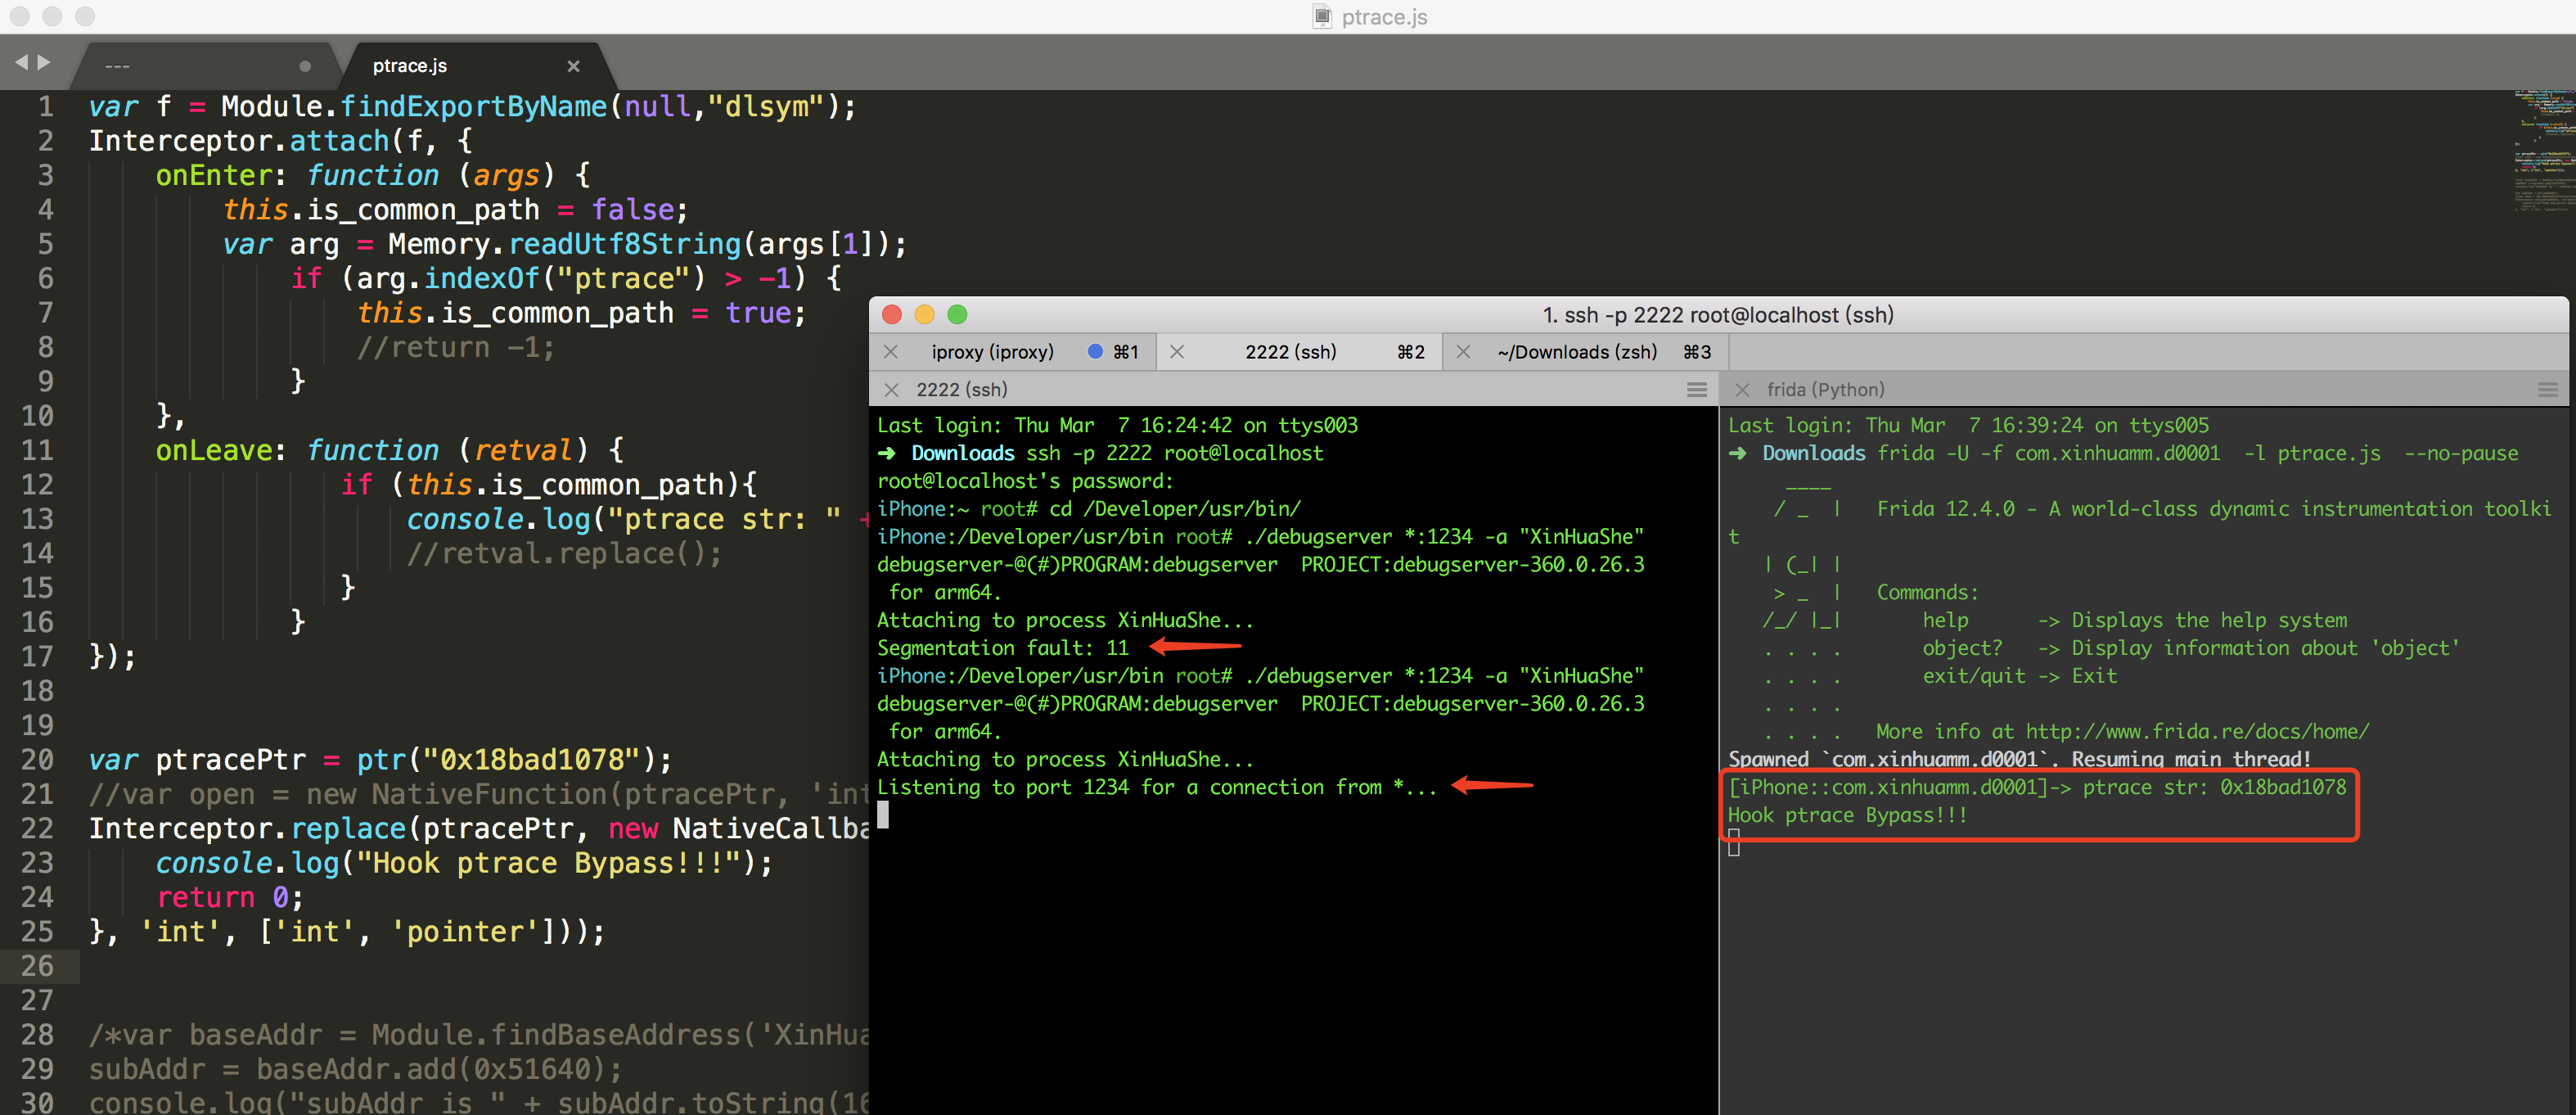 ptrace.js
---
ptrace.js
1 var f = Module.findExportByName(null,"dlsym");
2 Interceptor.attach(f, {
3 onEnter: function (args) {
4 this.is_common_path = false;
5 var arg = Memory.readUtf8String(args[1]);
6 if (arg.indexOf("ptrace") > -1) {
7 this.is_common_path = true;
8 //return -1;
9 }
10 },
11 onLeave: function (retval) {
12 if (this.is_common_path){
13 console.log("ptrace str: " +
14 //retval.replace();
15 }
16 }
17 });
18
19
20 var ptracePtr = ptr("0x18bad1078");
21 //var open = new NativeFunction(ptracePtr, 'int
22 Interceptor.replace(ptracePtr, new NativeCallba
23 console.log("Hook ptrace Bypass!!!");
24 return 0;
25 }, 'int', ['int', 'pointer']));
26
27
28 /*var baseAddr = Module.findBaseAddress('XinHua
29 subAddr = baseAddr.add(0x51640);
30 console.log("subAddr is " + subAddr.toString(16
1. ssh -p 2222 root@localhost (ssh)
iproxy (iproxy) ⌘1
2222 (ssh) ⌘2
~/Downloads (zsh) ⌘3
2222 (ssh)
Last login: Thu Mar  7 16:24:42 on ttys003
➜ Downloads ssh -p 2222 root@localhost
root@localhost's password:
iPhone:~ root# cd /Developer/usr/bin/
iPhone:/Developer/usr/bin root# ./debugserver *:1234 -a "XinHuaShe"
debugserver-@(#)PROGRAM:debugserver  PROJECT:debugserver-360.0.26.3
 for arm64.
Attaching to process XinHuaShe...
Segmentation fault: 11
iPhone:/Developer/usr/bin root# ./debugserver *:1234 -a "XinHuaShe"
debugserver-@(#)PROGRAM:debugserver  PROJECT:debugserver-360.0.26.3
 for arm64.
Attaching to process XinHuaShe...
Listening to port 1234 for a connection from *...
frida (Python)
Last login: Thu Mar  7 16:39:24 on ttys005
➜ Downloads frida -U -f com.xinhuamm.d0001  -l ptrace.js  --no-pause
     ____
    / _  |   Frida 12.4.0 - A world-class dynamic instrumentation toolki
t
   | (_| |
    > _  |   Commands:
   /_/ |_|       help      -> Displays the help system
   . . . .       object?   -> Display information about 'object'
   . . . .       exit/quit -> Exit
   . . . .
   . . . .   More info at http://www.frida.re/docs/home/
Spawned `com.xinhuamm.d0001`. Resuming main thread!
[iPhone::com.xinhuamm.d0001]-> ptrace str: 0x18bad1078
Hook ptrace Bypass!!!